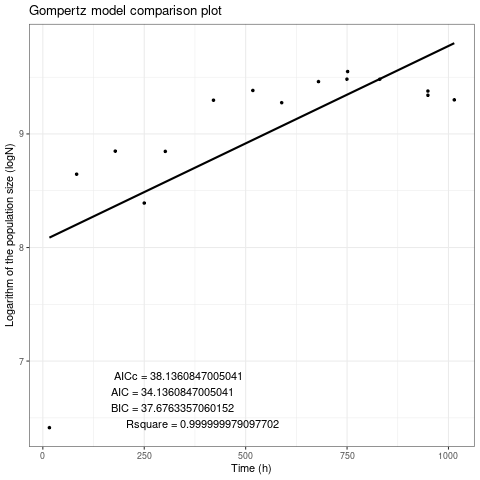 Gompertz model comparison plot
Logarithm of the population size (logN)
9
8
7
AICc = 38.1360847005041
AIC = 34.1360847005041
BIC = 37.6763357060152
Rsquare = 0.999999979097702
0 250 500 750 1000
Time (h)